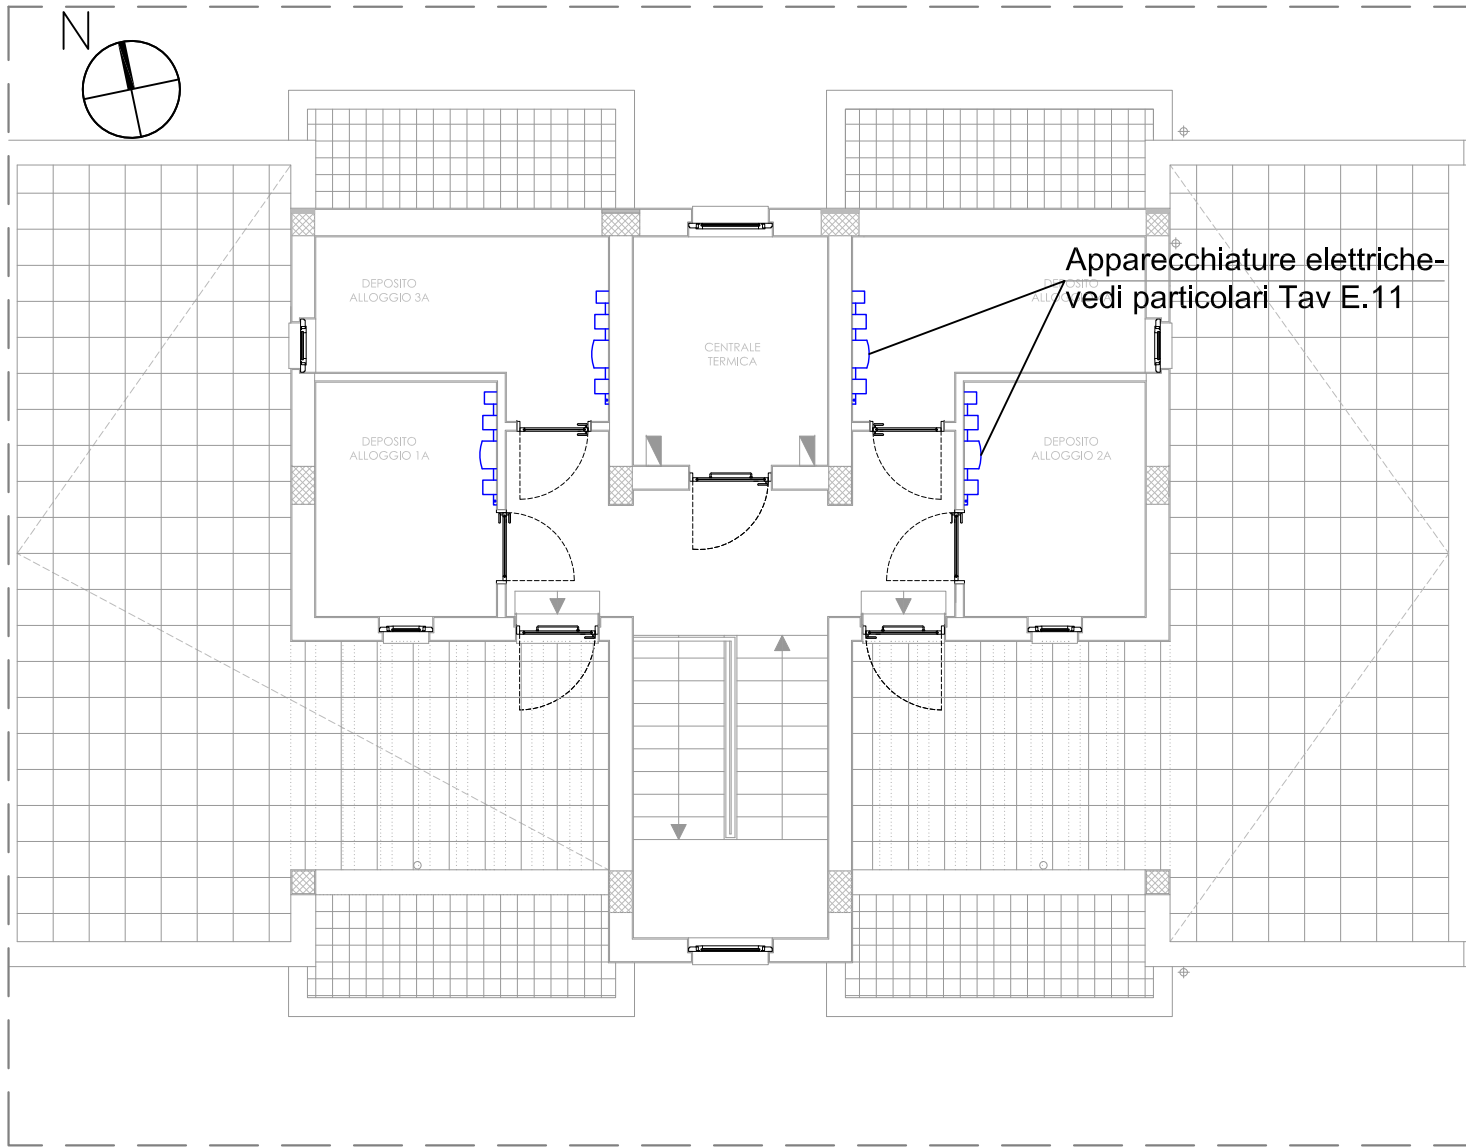 N
DEPOSITO
ALLOGGIO 3A
CENTRALE
TERMICA
Apparecchiature elettriche-
vedi particolari Tav E.11
DEPOSITO
ALLOGGIO 1A
DEPOSITO
ALLOGGIO 2A